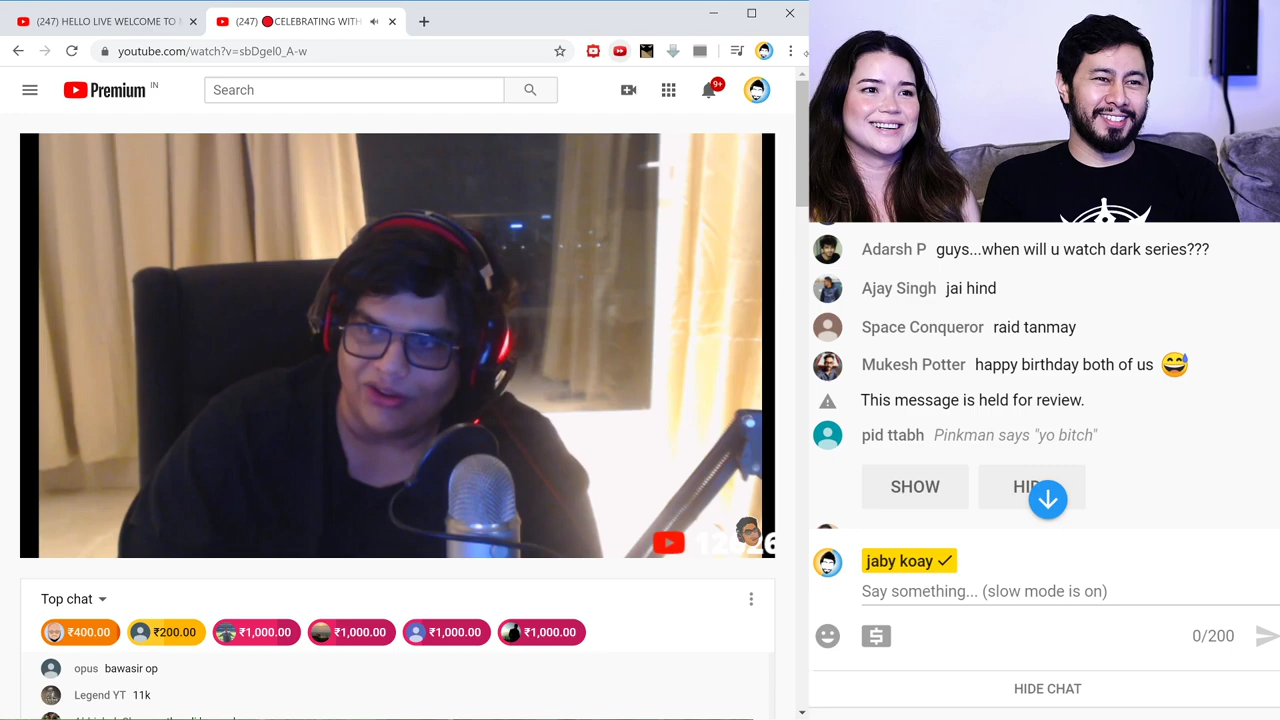 (247) HELLO LIVE WELCOME TO
(247) 🔴CELEBRATING WITH
youtube.com/watch?v=sbDgeI0_A-w
Premium IN
Search
9+
Adarsh P guys...when will u watch dark series???
Ajay Singh jai hind
Space Conqueror raid tanmay
Mukesh Potter happy birthday both of us 😅
This message is held for review.
pid ttabh Pinkman says "yo bitch"
SHOW
jaby koay ✓
Say something... (slow mode is on)
0/200
HIDE CHAT
Top chat
₹400.00 ₹200.00 ₹1,000.00 ₹1,000.00 ₹1,000.00 ₹1,000.00
opus bawasir op
Legend YT 11k